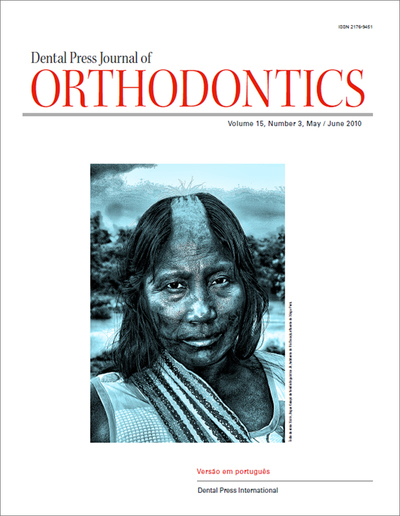 ISSN 2176-9451
Dental Press Journal of
ORTHODONTICS
Volume 15, Number 3, May / June 2010
Versão em português
Dental Press International